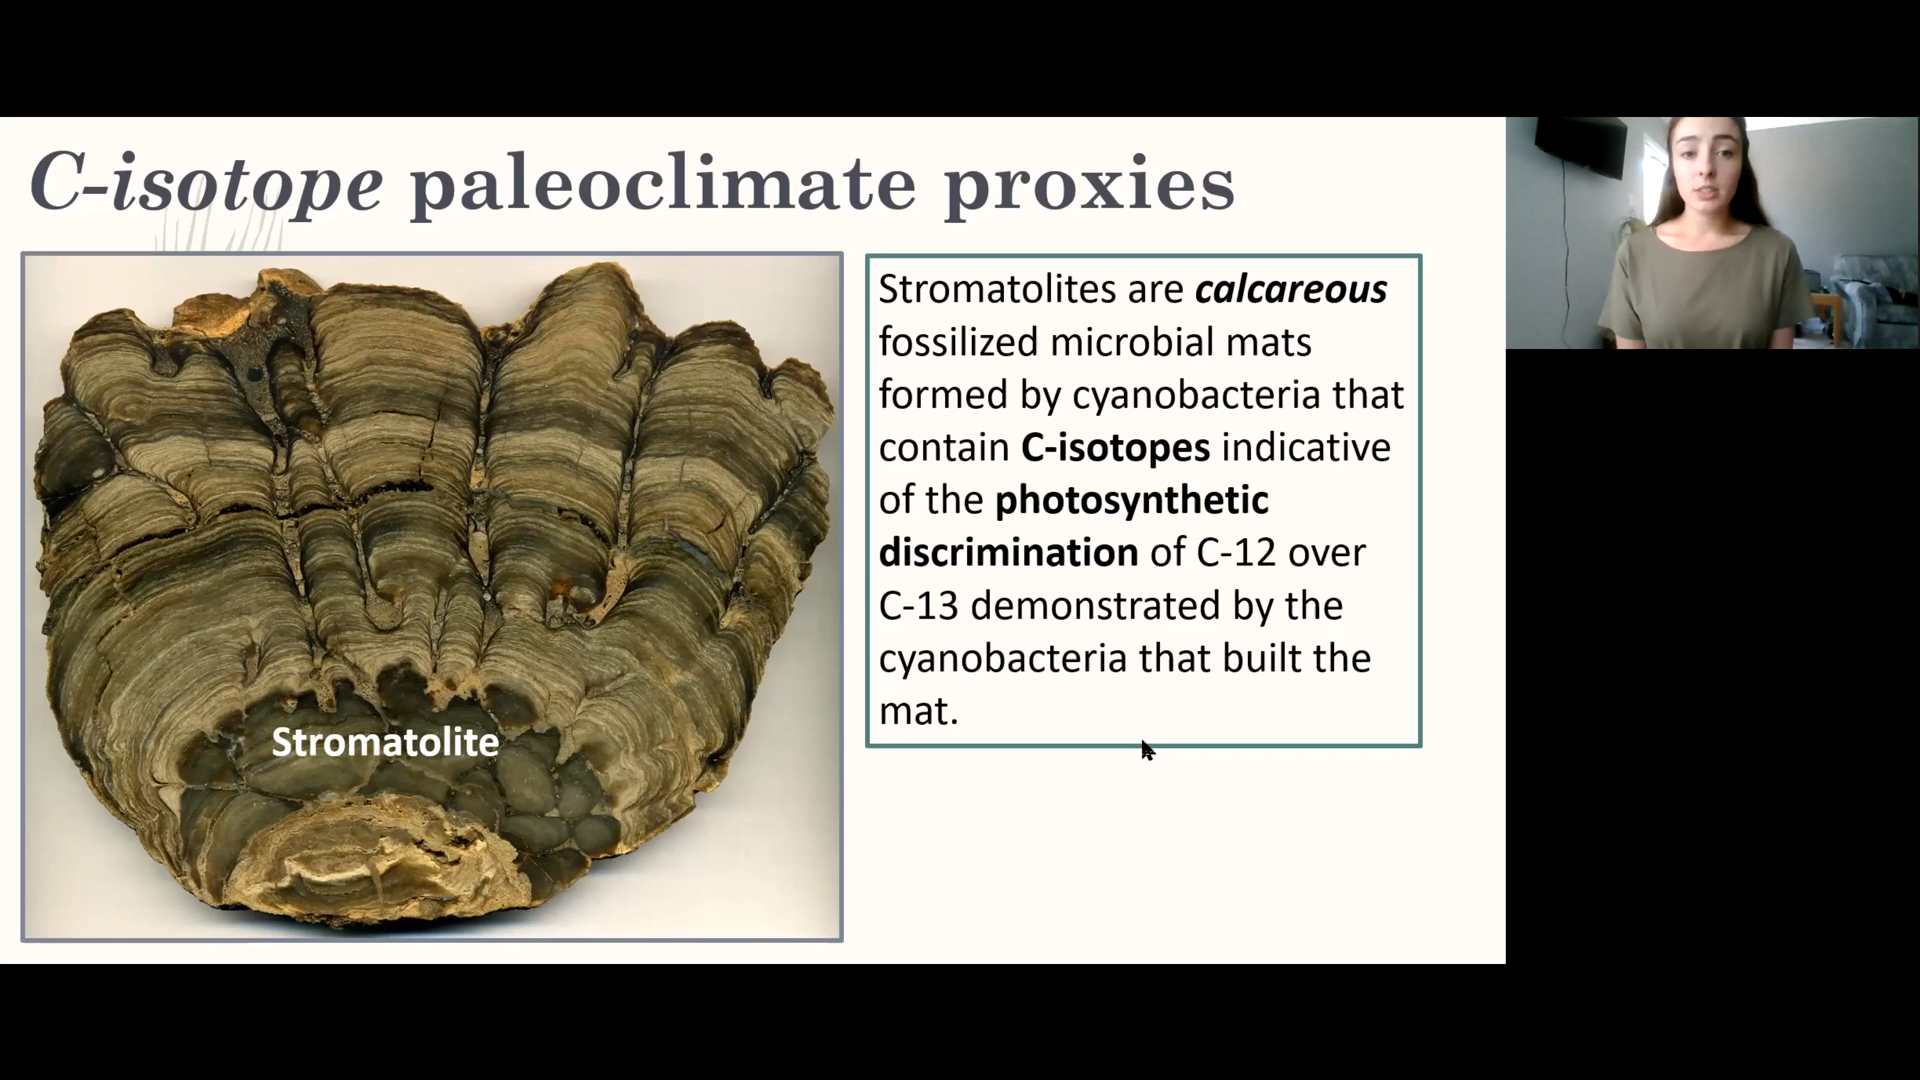 C-isotope paleoclimate proxies
Stromatolites are calcareous
fossilized microbial mats
formed by cyanobacteria that
contain C-isotopes indicative
of the photosynthetic
discrimination of C-12 over
C-13 demonstrated by the
cyanobacteria that built the
mat.
Stromatolite